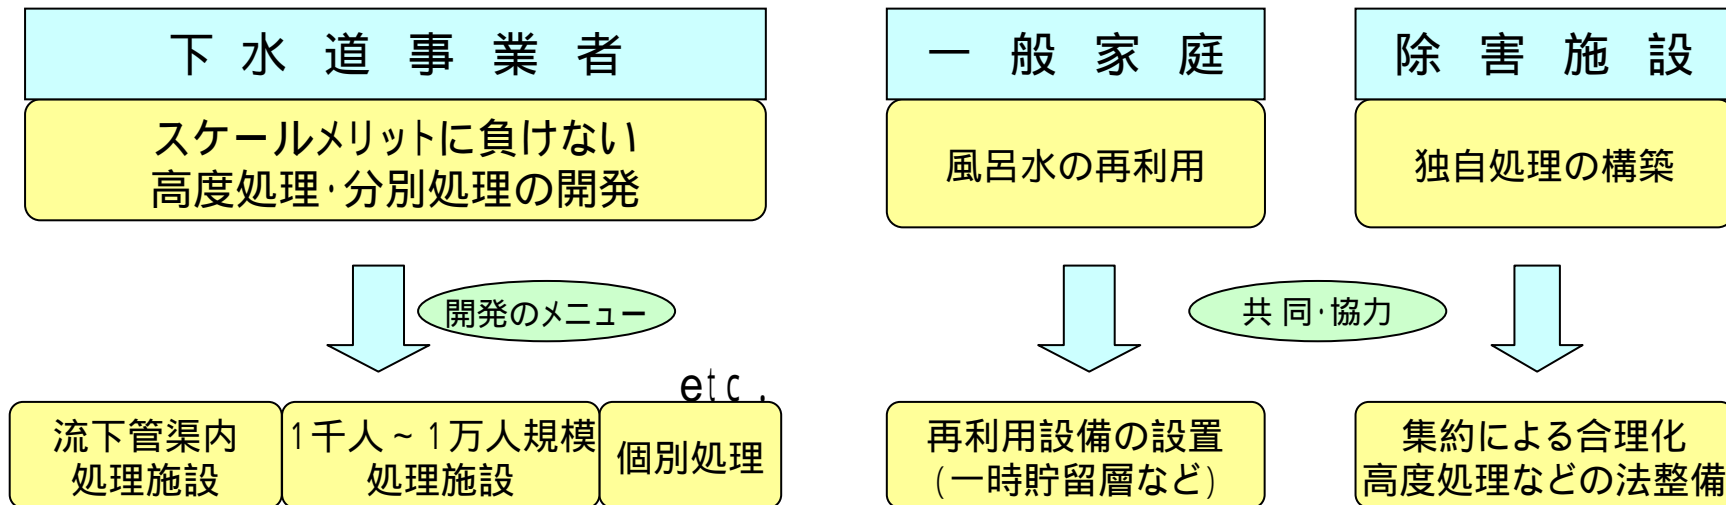 下水道事業者
スケールメリットに負けない
高度処理・分別処理の開発
開発のメニュー
etc.
流下管渠内
処理施設
1千人~1万人規模
処理施設
個別処理
一般家庭
風呂水の再利用
共同・協力
再利用設備の設置
(一時貯留層など)
除害施設
独自処理の構築
集約による合理化
高度処理などの法整備